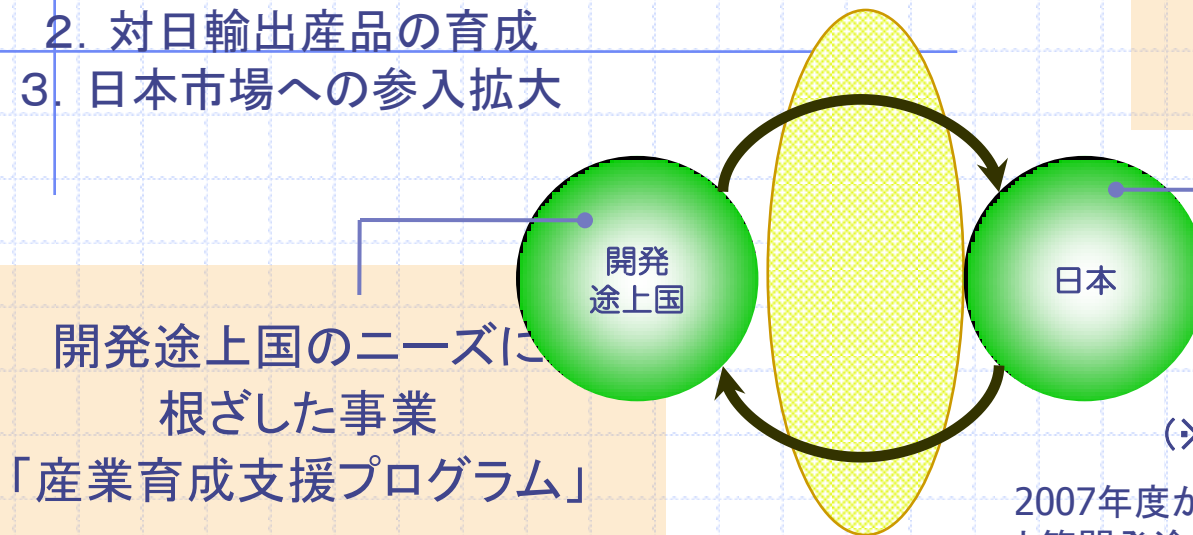 2. 対日輸出産品の育成
3. 日本市場への参入拡大
開発
途上国
日本
開発途上国のニーズに
根ざした事業
「産業育成支援プログラム」
(※
2007年度か